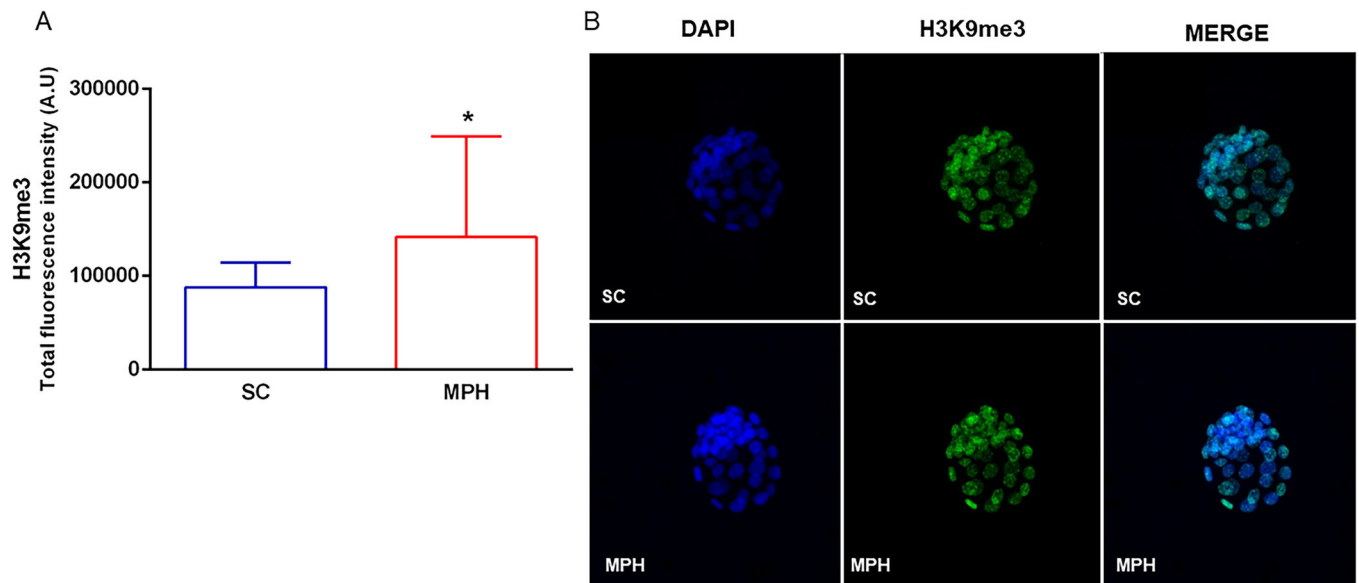 A
H3K9me3
Total fluorescence intensity (A.U)
300000
200000
100000
0
*
SC
MPH
B
DAPI
H3K9me3
MERGE
SC
SC
SC
MPH
MPH
MPH